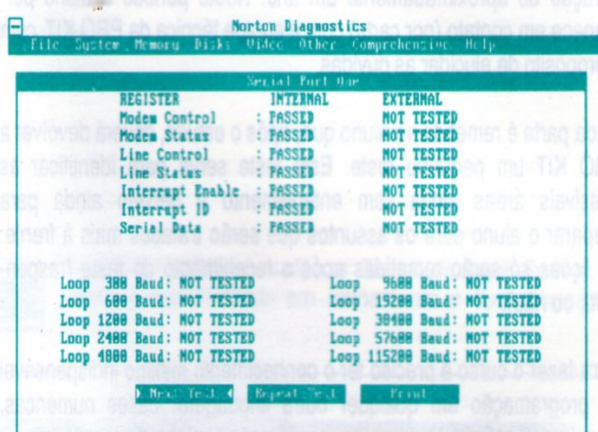 Norton Diagnostics
File System Memory Disks Video Other Comprehensive Help
Serial Port One
REGISTER INTERNAL EXTERNAL
Modem Control : PASSED NOT TESTED
Modem Status : PASSED NOT TESTED
Line Control : PASSED NOT TESTED
Line Status : PASSED NOT TESTED
Interrupt Enable : PASSED NOT TESTED
Interrupt ID : PASSED NOT TESTED
Serial Data : PASSED NOT TESTED
Loop 300 Baud: NOT TESTED Loop 9600 Baud: NOT TESTED
Loop 600 Baud: NOT TESTED Loop 19200 Baud: NOT TESTED
Loop 1200 Baud: NOT TESTED Loop 38400 Baud: NOT TESTED
Loop 2400 Baud: NOT TESTED Loop 57600 Baud: NOT TESTED
Loop 4800 Baud: NOT TESTED Loop 115200 Baud: NOT TESTED
Next Test Repeat Test Print